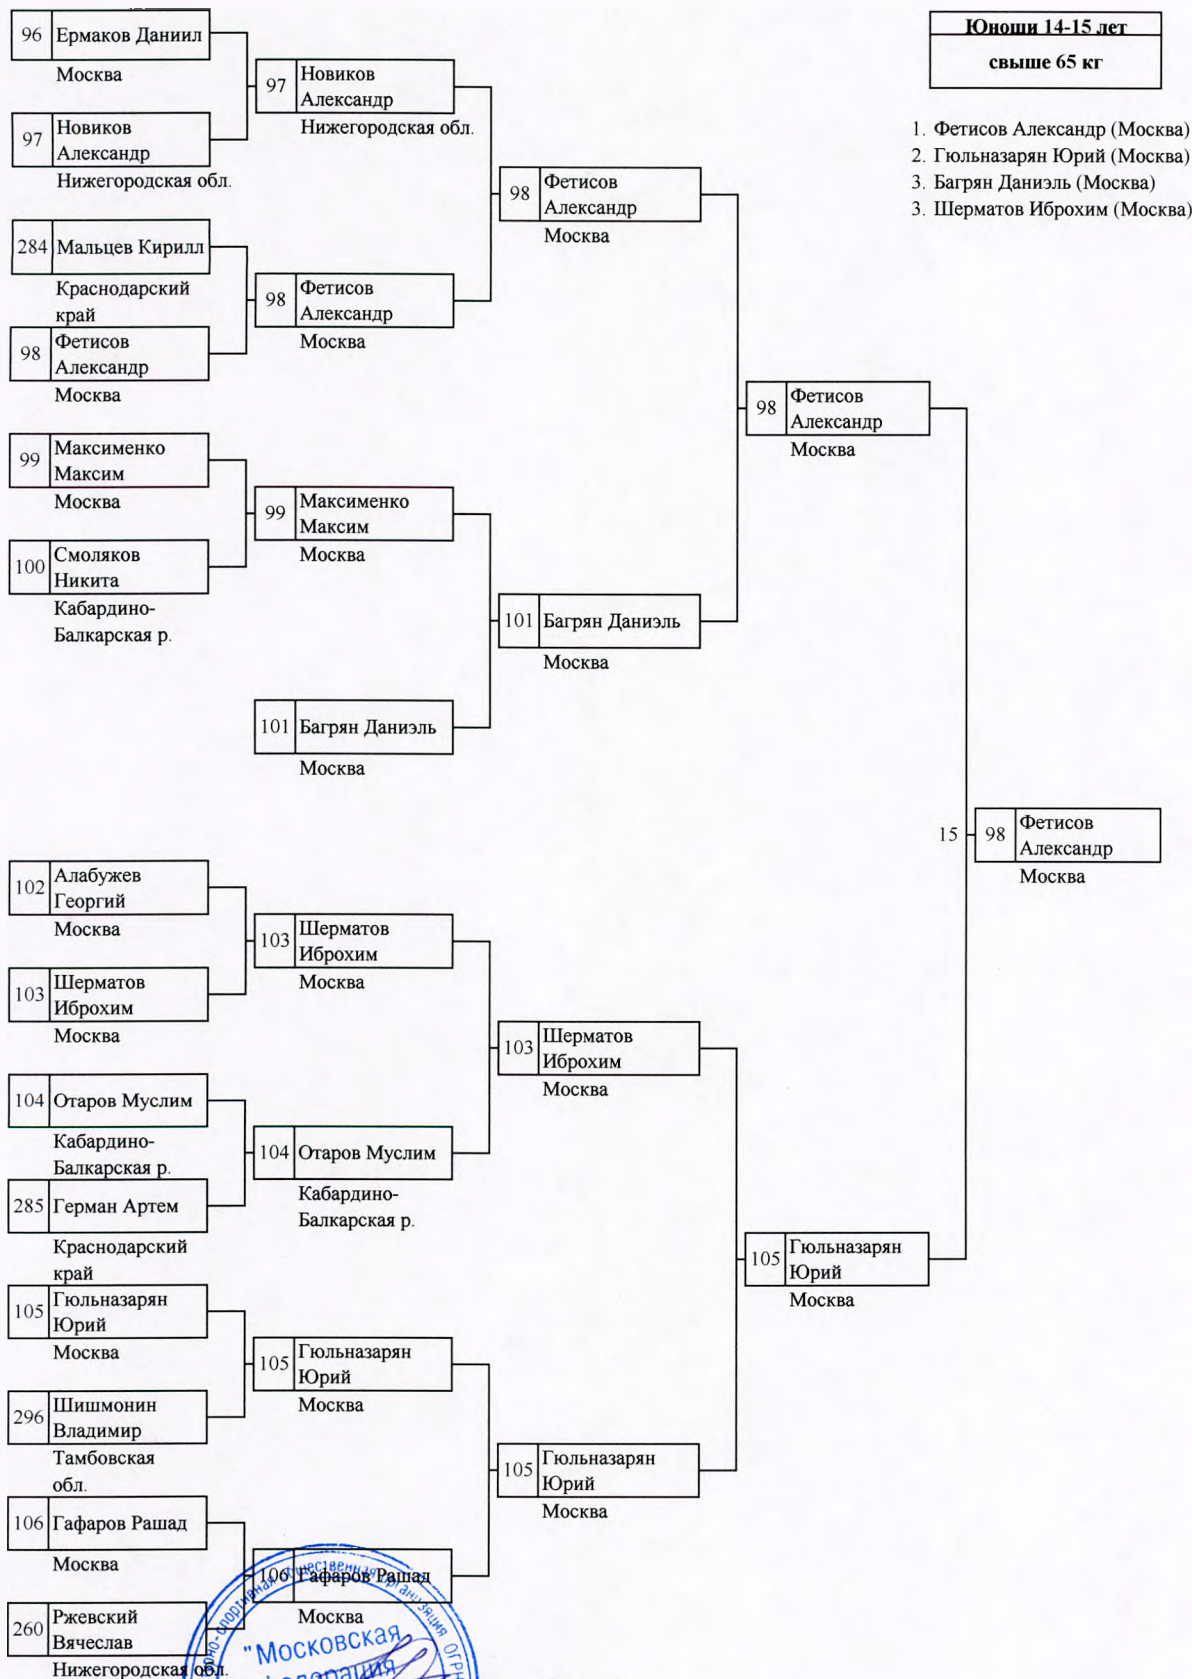 Юноши 14-15 лет
свыше 65 кг
1. Фетисов Александр (Москва)
2. Гюльназарян Юрий (Москва)
3. Багрян Даниэль (Москва)
3. Шерматов Иброхим (Москва)
96 Ермаков Даниил
Москва
97 Новиков
Александр
Нижегородская обл.
284 Мальцев Кирилл
Краснодарский
край
98 Фетисов
Александр
Москва
99 Максименко
Максим
Москва
100 Смоляков
Никита
Кабардино-
Балкарская р.
97 Новиков
Александр
Нижегородская обл.
98 Фетисов
Александр
Москва
99 Максименко
Максим
Москва
101 Багрян Даниэль
Москва
98 Фетисов
Александр
Москва
101 Багрян Даниэль
Москва
98 Фетисов
Александр
Москва
15
98 Фетисов
Александр
Москва
102 Алабужев
Георгий
Москва
103 Шерматов
Иброхим
Москва
104 Отаров Муслим
Кабардино-
Балкарская р.
285 Герман Артем
Краснодарский
край
105 Гюльназарян
Юрий
Москва
296 Шишмонин
Владимир
Тамбовская
обл.
106 Гафаров Рашад
Москва
260 Ржевский
Вячеслав
Нижегородская обл.
103 Шерматов
Иброхим
Москва
104 Отаров Муслим
Кабардино-
Балкарская р.
105 Гюльназарян
Юрий
Москва
106 Гафаров Рашад
Москва
103 Шерматов
Иброхим
Москва
105 Гюльназарян
Юрий
Москва
105 Гюльназарян
Юрий
Москва
общественная организация ОГРН
"Московская